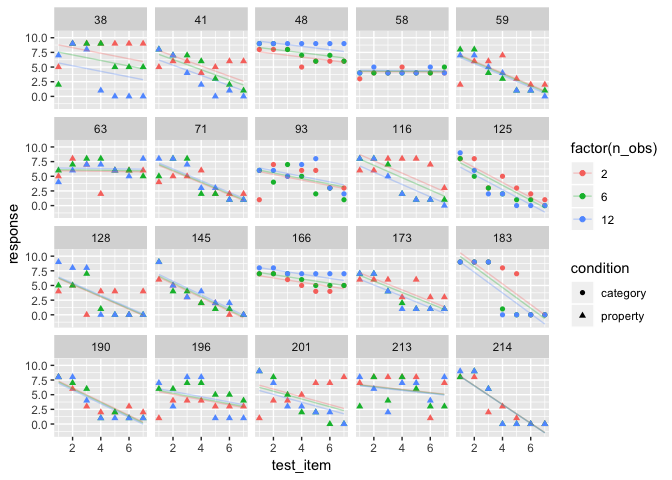 38 41 48 58 59
10.0
7.5
5.0
2.5
0.0
63 71 93 116 125
10.0
7.5
5.0
2.5
0.0
128 145 166 173 183
10.0
7.5
5.0
2.5
0.0
190 196 201 213 214
10.0
7.5
5.0
2.5
0.0
2 4 6 2 4 6 2 4 6 2 4 6 2 4 6
test_item
response
factor(n_obs)
2
6
12
condition
category
property